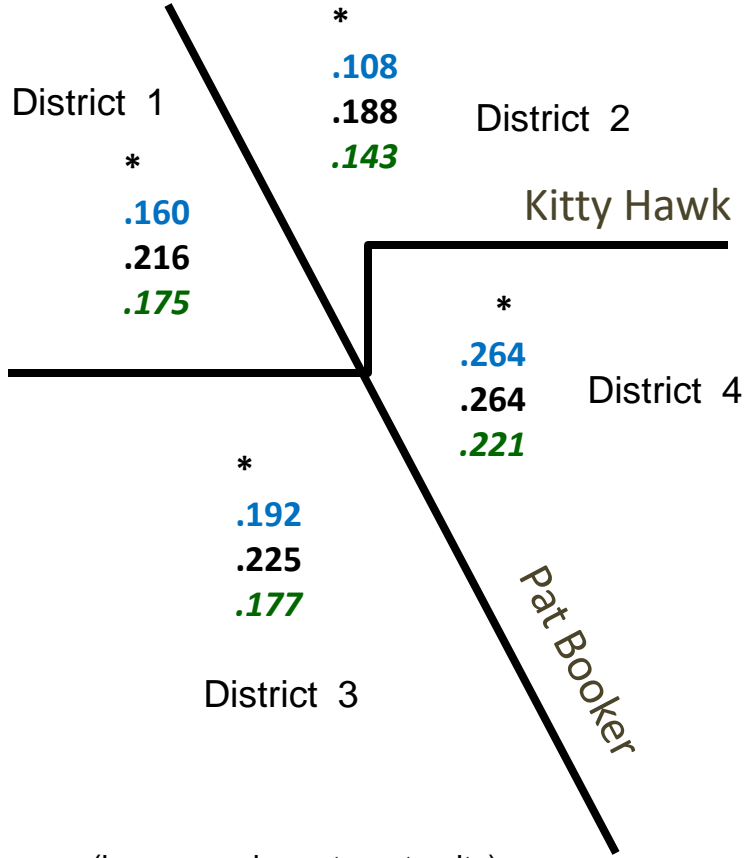 *
.108
.188
.143
District 1
District 2
*
.160
.216
.175
Kitty Hawk
*
.264
.264
.221
District 4
*
.192
.225
.177
Pat Booker
District 3